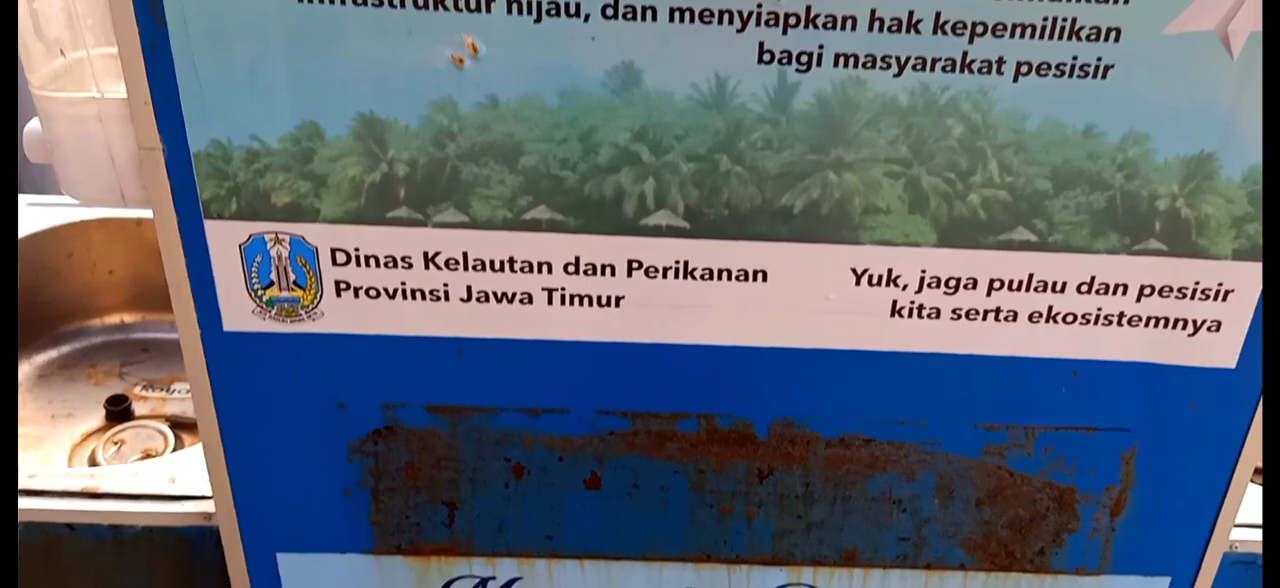 infrastruktur hijau, dan menyiapkan hak kepemilikan
bagi masyarakat pesisir
Dinas Kelautan dan Perikanan
Provinsi Jawa Timur
Yuk, jaga pulau dan pesisir
kita serta ekosistemnya